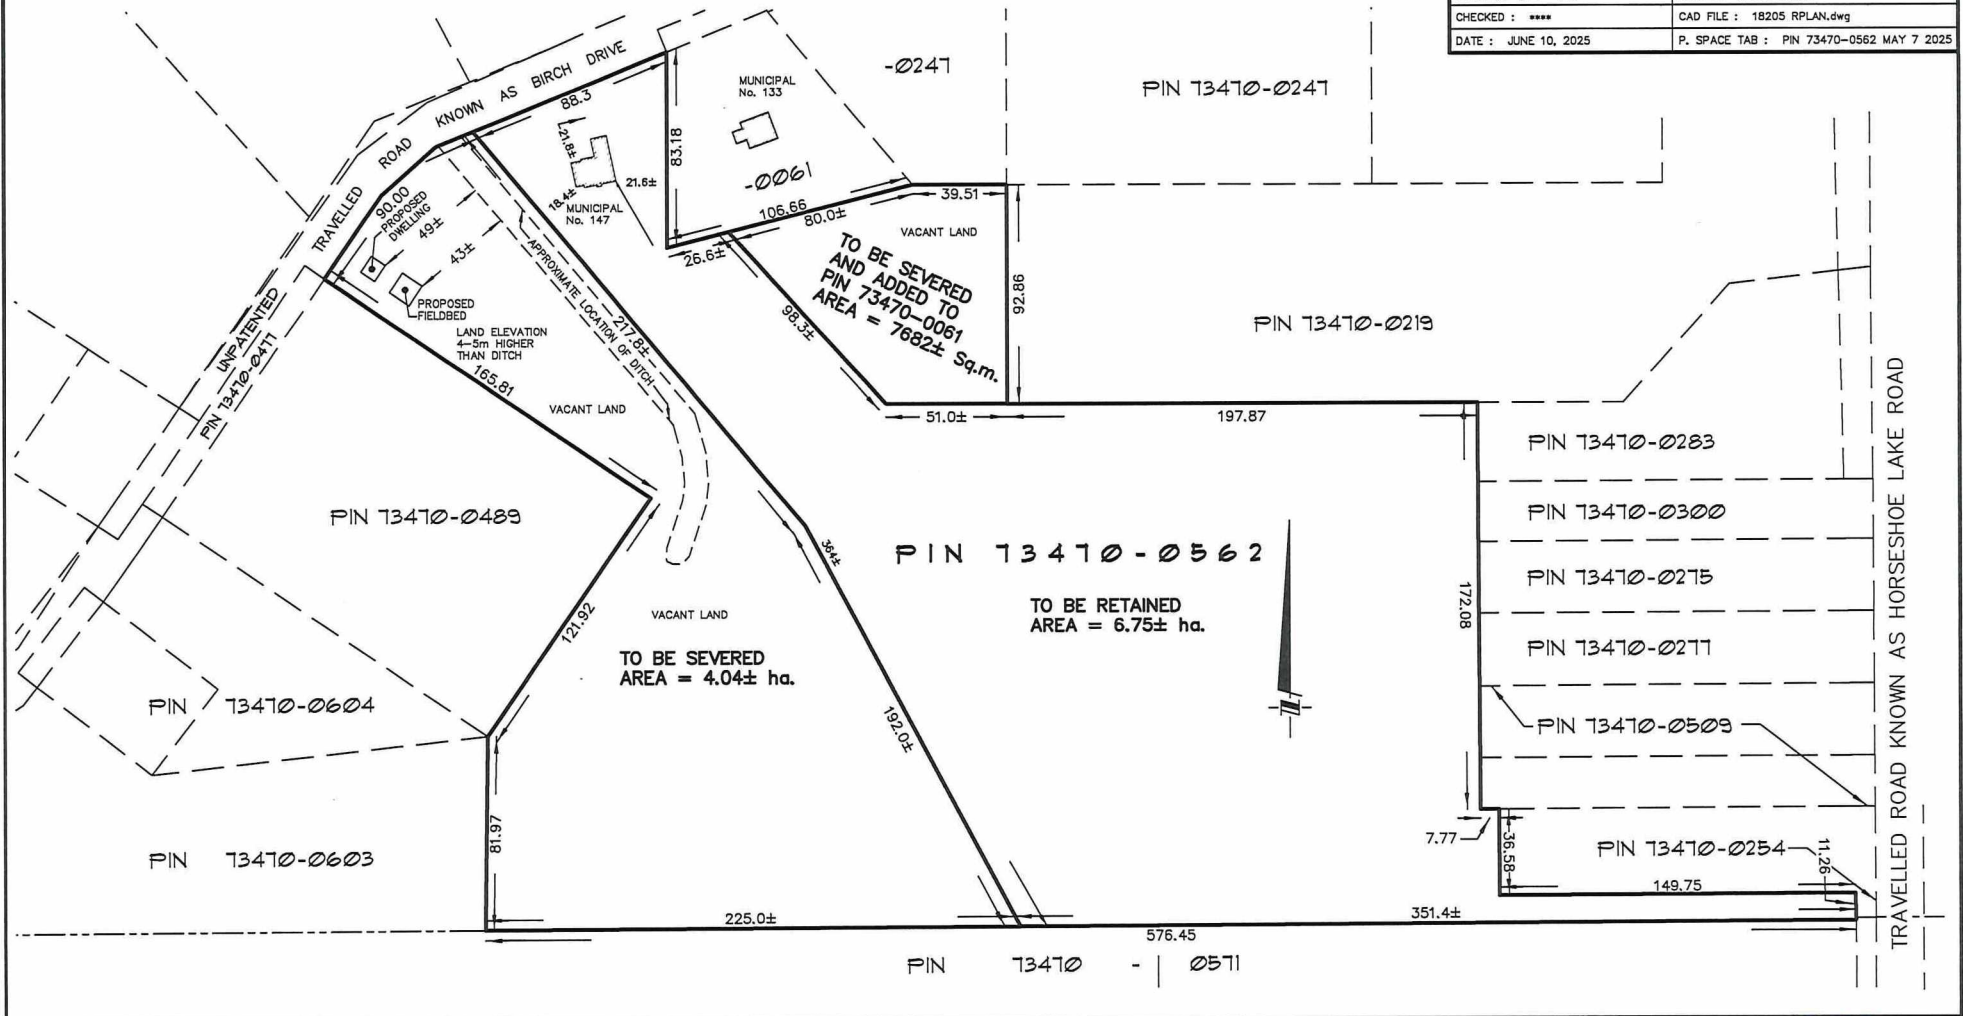 CHECKED : ****
CAD FILE : 18205 RPLAN.dwg
DATE : JUNE 10, 2025
P. SPACE TAB : PIN 73470-0562 MAY 7 2025
TRAVELLED ROAD KNOWN AS BIRCH DRIVE
UNPATENTED
PIN 73470-0477
88.3
83.18
MUNICIPAL
No. 133
-0061
-0247
PIN 73470-0247
21.8±
18.4±
21.6±
MUNICIPAL
No. 147
106.66
80.0±
26.6±
39.51
92.86
VACANT LAND
TO BE SEVERED
AND ADDED TO
PIN 73470-0061
AREA = 7682± Sq.m.
98.3±
51.0±
197.87
90.00
PROPOSED
DWELLING
49±
43±
PROPOSED
FIELDBED
LAND ELEVATION
4-5m HIGHER
THAN DITCH
APPROXIMATE LOCATION OF DITCH
217.8±
165.81
VACANT LAND
PIN 73470-0219
PIN 73470-0283
PIN 73470-0300
PIN 73470-0275
PIN 73470-0277
PIN 73470-0509
PIN 73470-0254
TRAVELLED ROAD KNOWN AS HORSESHOE LAKE ROAD
PIN 73470-0489
364±
PIN 73470-0562
TO BE RETAINED
AREA = 6.75± ha.
172.08
121.92
VACANT LAND
TO BE SEVERED
AREA = 4.04± ha.
192.0±
PIN 73470-0604
PIN 73470-0603
81.97
7.77
36.58
11.26
149.75
225.0±
351.4±
576.45
PIN 73470 - 0571